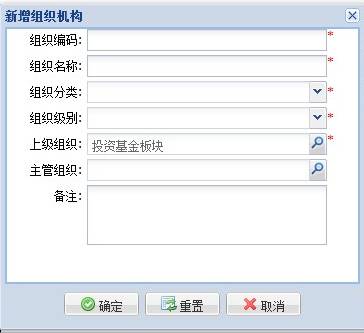 新增组织机构
组织编码: *
组织名称: *
组织分类: *
组织级别: *
上级组织: 投资基金板块 *
主管组织:
备注:
确定 重置 取消